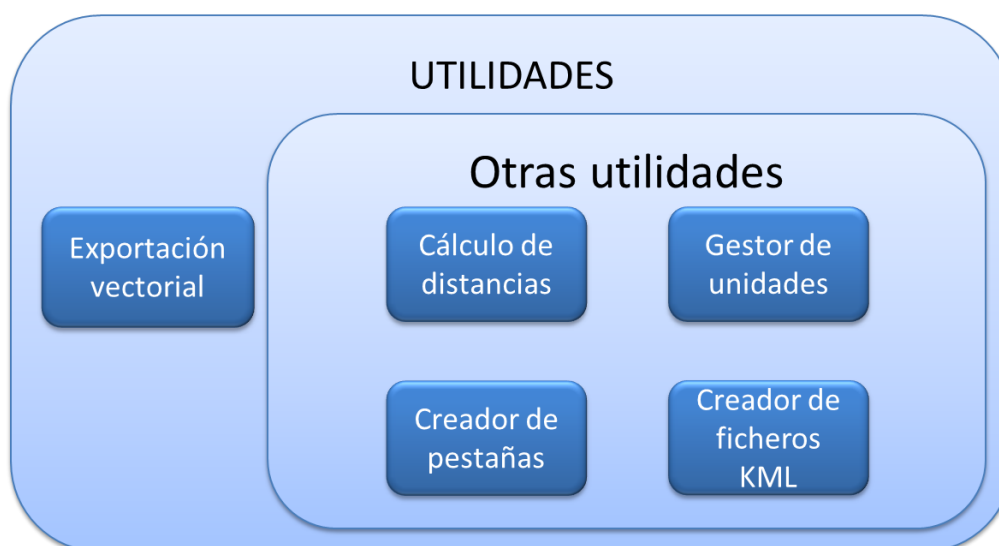 UTILIDADES
Otras utilidades
Exportación
vectorial
Cálculo de
distancias
Gestor de
unidades
Creador de
pestañas
Creador de
ficheros
KML